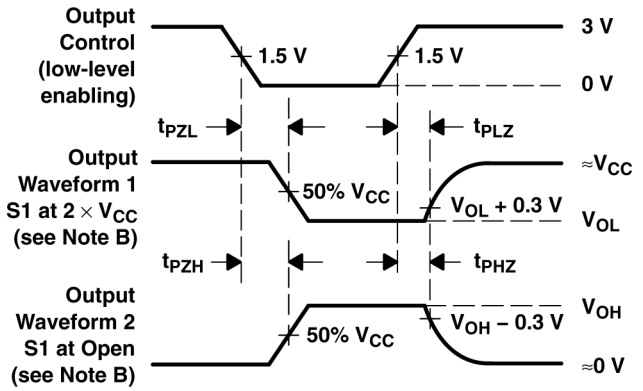 Output
Control
(low-level
enabling)
1.5 V
1.5 V
3 V
0 V
tPZL
tPLZ
Output
Waveform 1
S1 at 2 × VCC
(see Note B)
50% VCC
VOL + 0.3 V
≈VCC
VOL
tPZH
tPHZ
Output
Waveform 2
S1 at Open
(see Note B)
50% VCC
VOH − 0.3 V
VOH
≈0 V